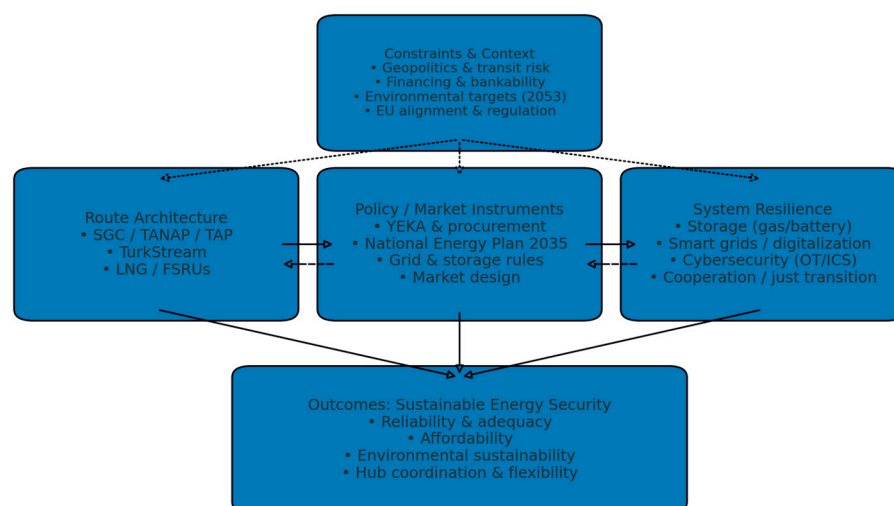 Constraints & Context
• Geopolitics & transit risk
• Financing & bankability
• Environmental targets (2053)
• EU alignment & regulation
Route Architecture
• SGC / TANAP / TAP
• TurkStream
• LNG / FSRUs
Policy / Market Instruments
• YEKA & procurement
• National Energy Plan 2035
• Grid & storage rules
• Market design
System Resilience
• Storage (gas/battery)
• Smart grids / digitalization
• Cybersecurity (OT/ICS)
• Cooperation / just transition
Outcomes: Sustainable Energy Security
• Reliability & adequacy
• Affordability
• Environmental sustainability
• Hub coordination & flexibility